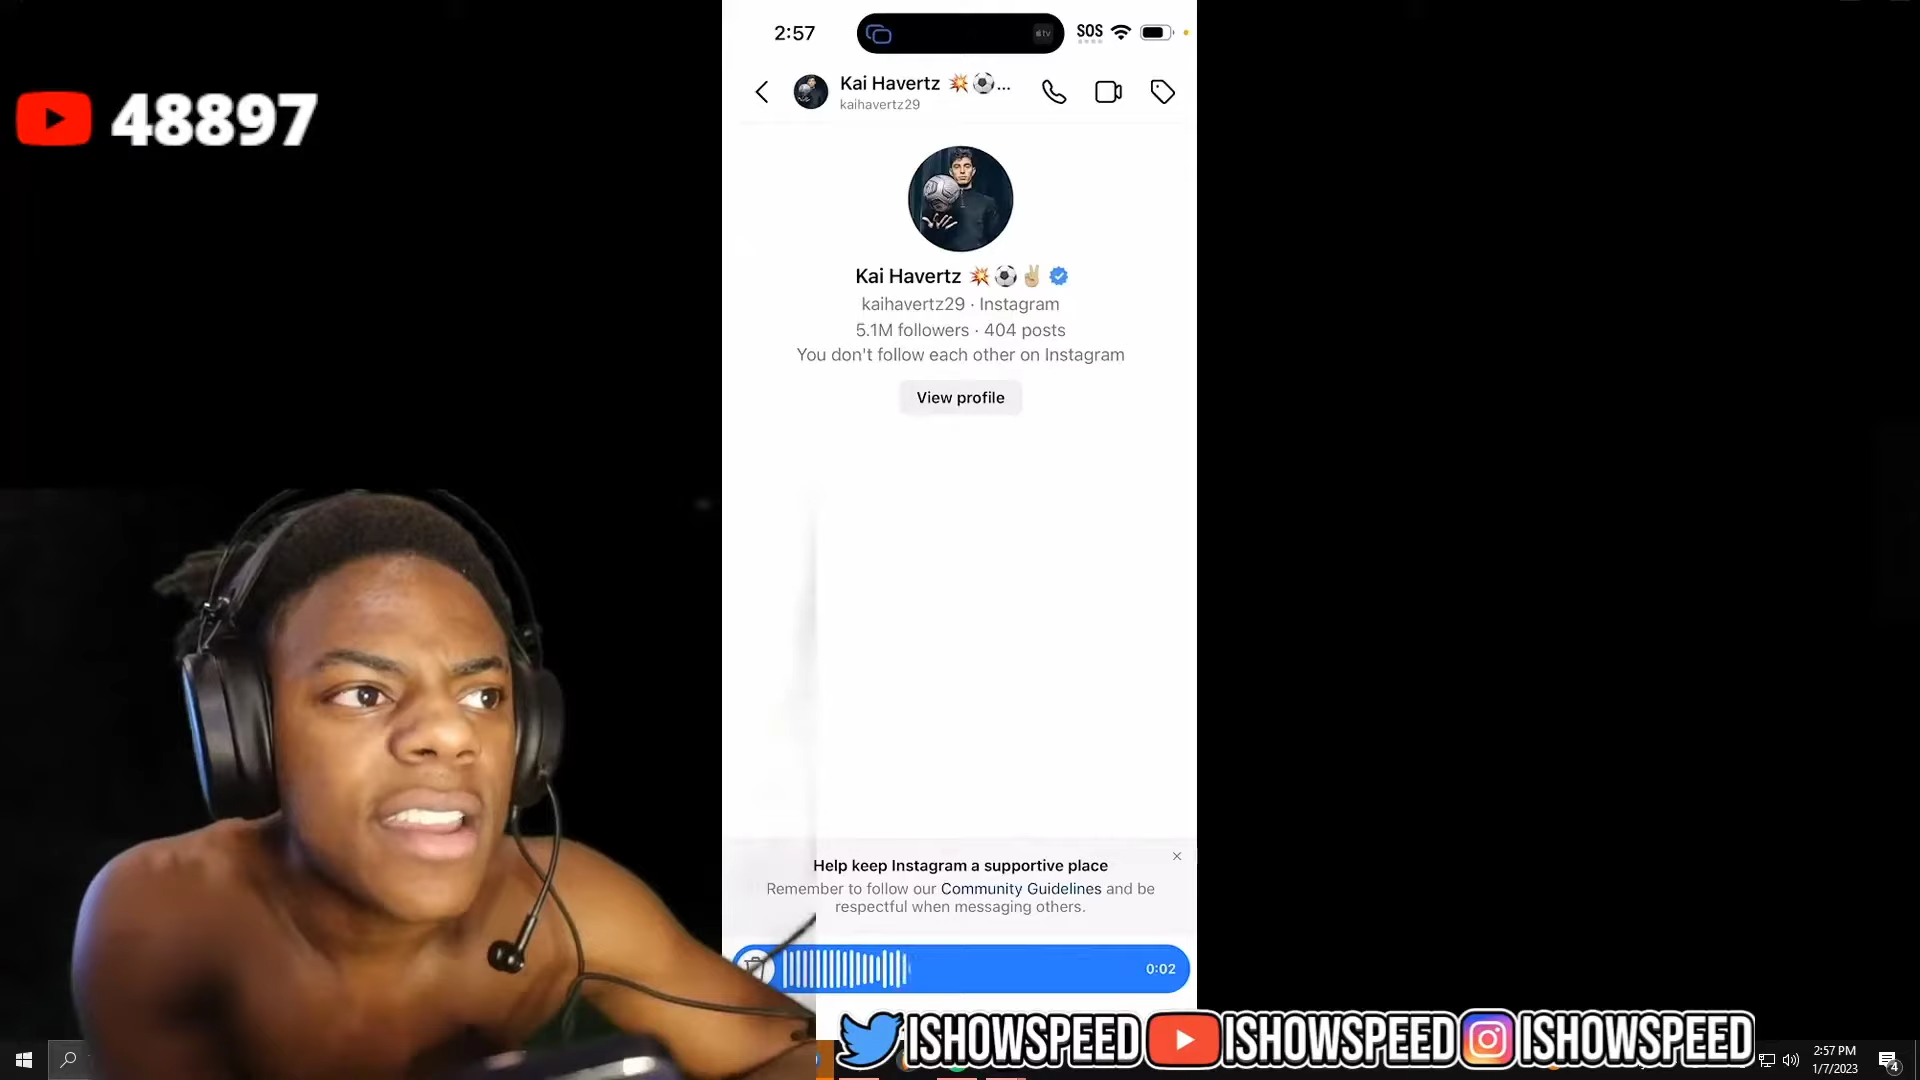 2:57
SOS
tv
48897
Kai Havertz 💥⚽...
kaihavertz29
Kai Havertz 💥⚽✌🏼
kaihavertz29 · Instagram
5.1M followers · 404 posts
You don't follow each other on Instagram
View profile
Help keep Instagram a supportive place
Remember to follow our Community Guidelines and be
respectful when messaging others.
0:02
ISHOWSPEED ISHOWSPEED ISHOWSPEED
2:57 PM
1/7/2023
4